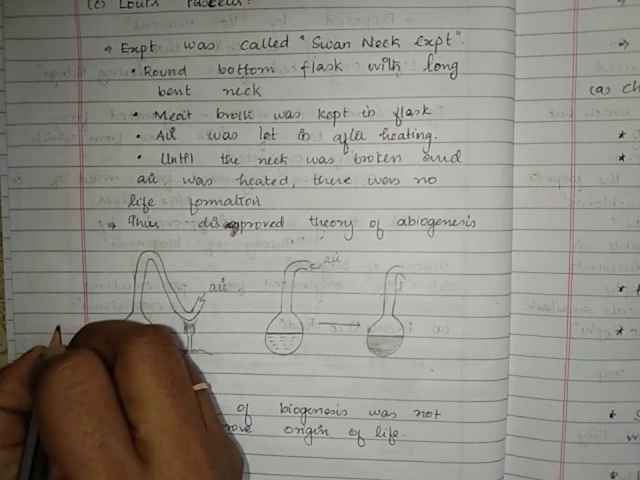 (c) Louis Pasteur:
→ Expt was called "Swan Neck Expt".
• Round bottom flask with long
bent neck
• Meat broth was kept in flask
• Air was let in after heating.
• Until the neck was broken and
air was heated, there was no
life formation
⇒ Thus disapproved theory of abiogenesis
air
air
of biogenesis was not
origin of life.
(a) Ch